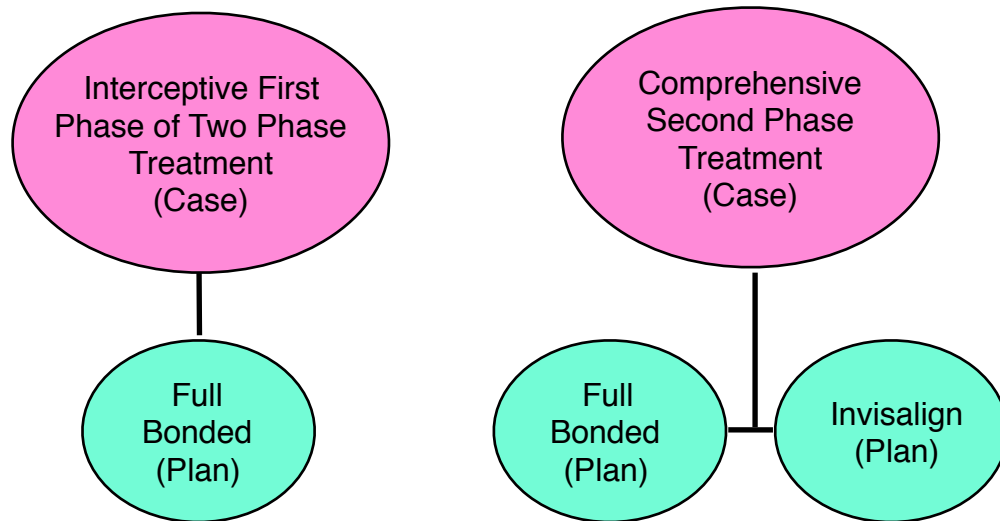 Interceptive First
Phase of Two Phase
Treatment
(Case)
Comprehensive
Second Phase
Treatment
(Case)
Full
Bonded
(Plan)
Full
Bonded
(Plan)
Invisalign
(Plan)